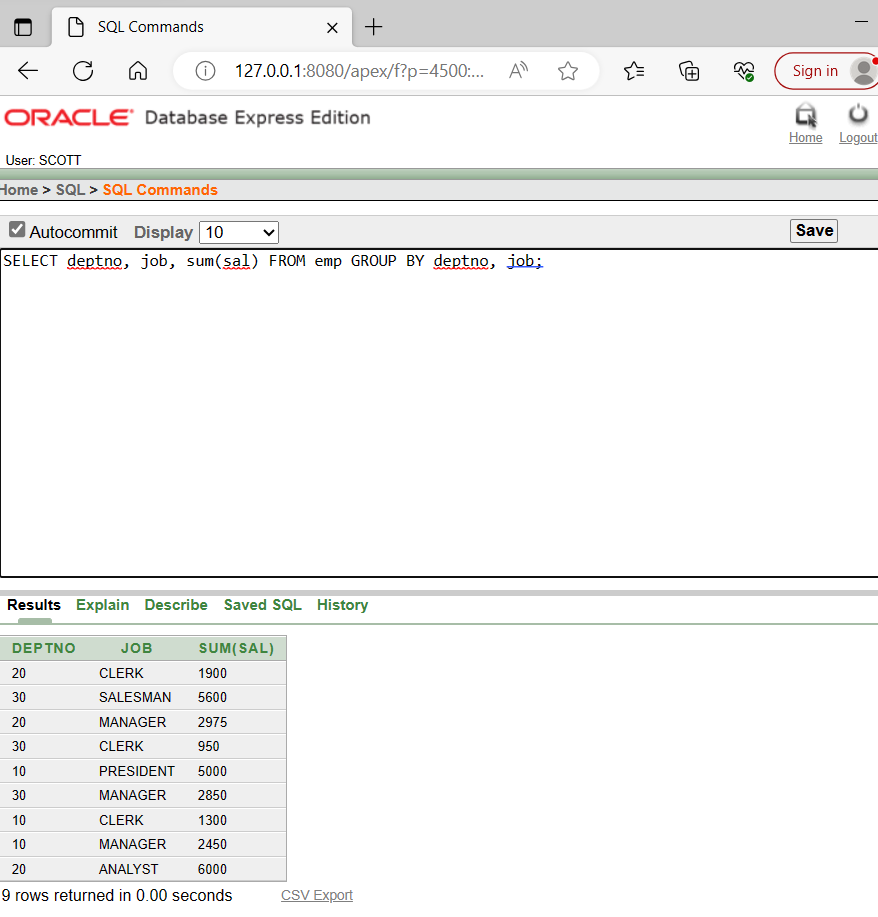 SQL Commands
127.0.0.1:8080/apex/f?p=4500:...
Sign in
ORACLE Database Express Edition
Home Logout
User: SCOTT
Home > SQL > SQL Commands
Autocommit Display 10 Save
SELECT deptno, job, sum(sal) FROM emp GROUP BY deptno, job;
Results Explain Describe Saved SQL History
DEPTNO JOB SUM(SAL)
20 CLERK 1900
30 SALESMAN 5600
20 MANAGER 2975
30 CLERK 950
10 PRESIDENT 5000
30 MANAGER 2850
10 CLERK 1300
10 MANAGER 2450
20 ANALYST 6000
9 rows returned in 0.00 seconds CSV Export